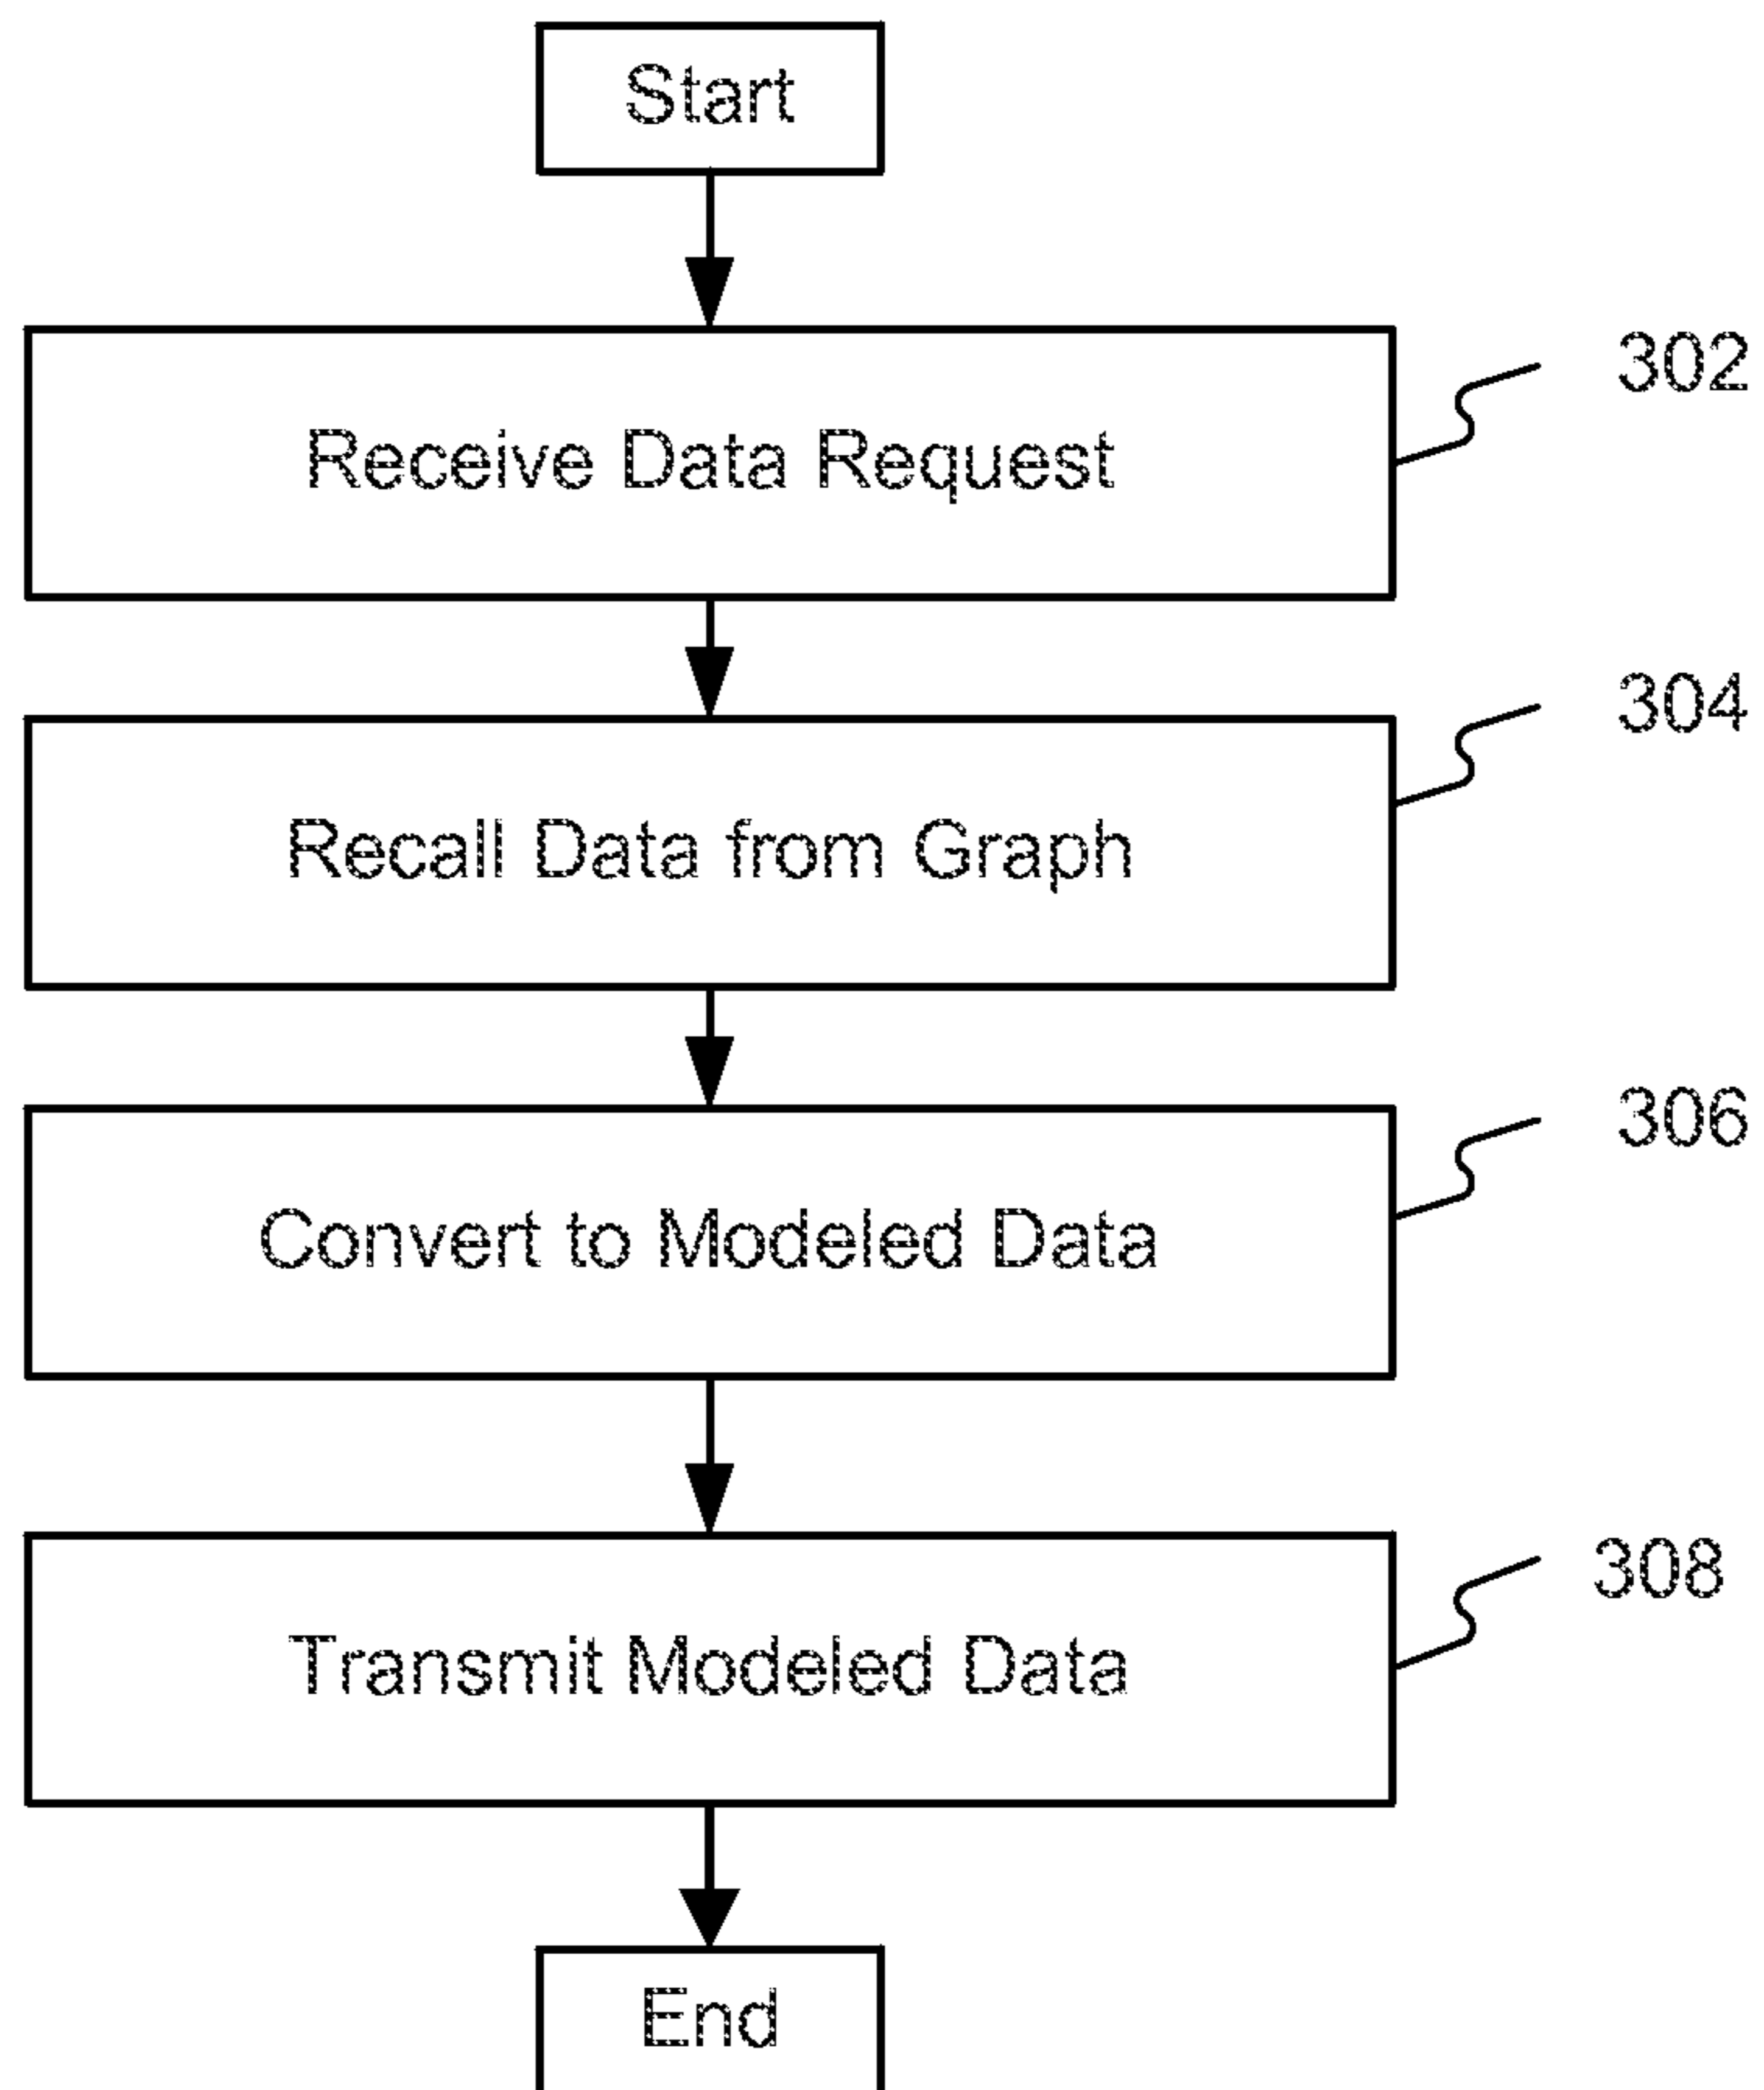 Start
302
Receive Data Request
304
Recall Data from Graph
306
Convert to Modeled Data
308
Transmit Modeled Data
End